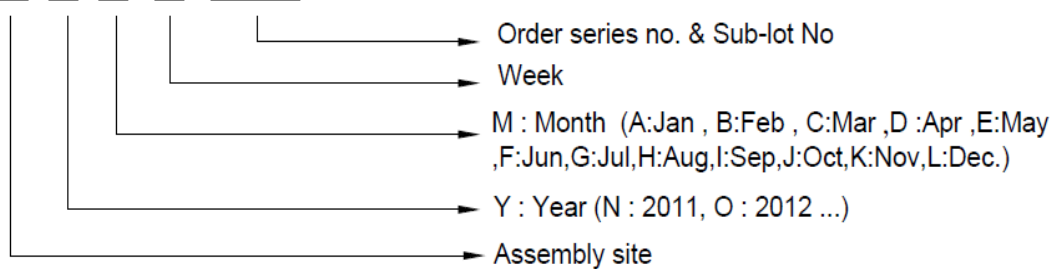 Order series no. & Sub-lot No
Week
M : Month (A:Jan , B:Feb , C:Mar ,D :Apr ,E:May
,F:Jun,G:Jul,H:Aug,I:Sep,J:Oct,K:Nov,L:Dec.)
Y : Year (N : 2011, O : 2012 ...)
Assembly site